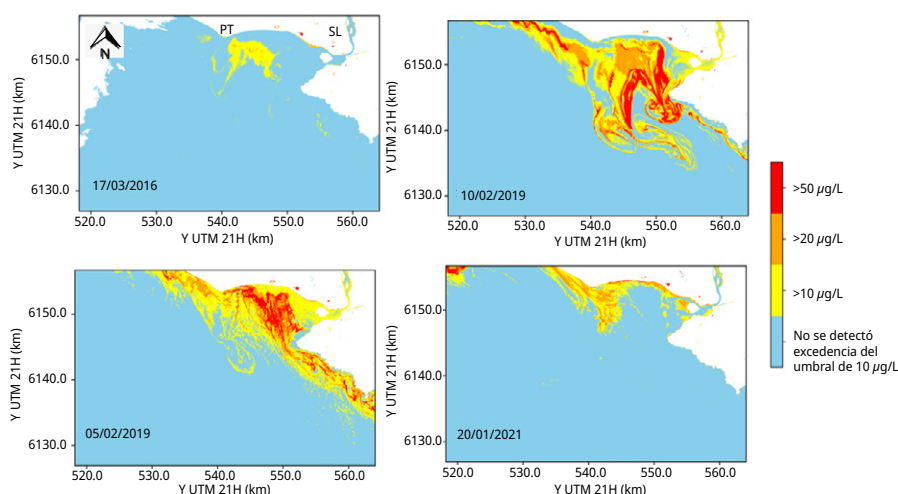 PT
SL
N
Y UTM 21H (km)
6150.0
6140.0
6130.0
17/03/2016
520.0 530.0 540.0 550.0 560.0
Y UTM 21H (km)
Y UTM 21H (km)
6150.0
6140.0
6130.0
10/02/2019
520.0 530.0 540.0 550.0 560.0
Y UTM 21H (km)
Y UTM 21H (km)
6150.0
6140.0
6130.0
05/02/2019
520.0 530.0 540.0 550.0 560.0
Y UTM 21H (km)
Y UTM 21H (km)
6150.0
6140.0
6130.0
20/01/2021
520.0 530.0 540.0 550.0 560.0
Y UTM 21H (km)
>50 µg/L
>20 µg/L
>10 µg/L
No se detectó
excedencia del
umbral de 10 µg/L